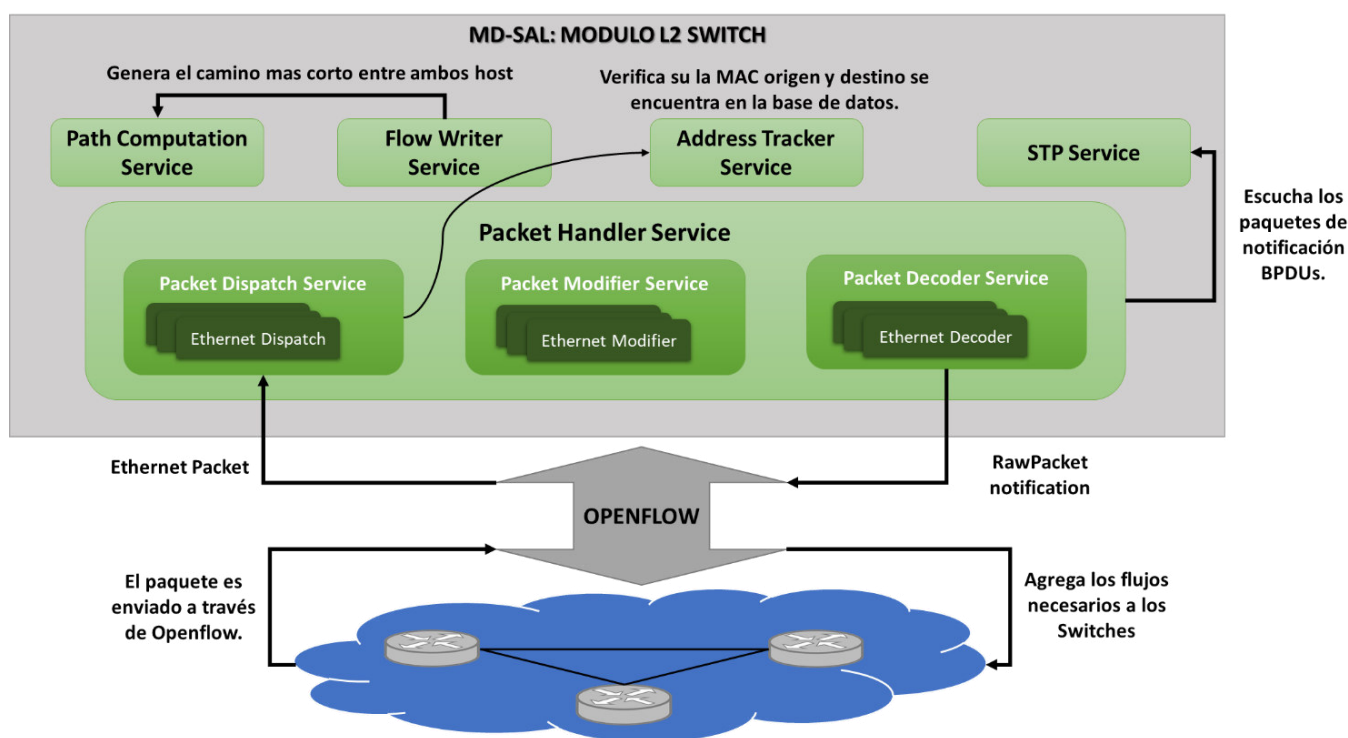 MD-SAL: MODULO L2 SWITCH
Genera el camino mas corto entre ambos host
Verifica su la MAC origen y destino se
encuentra en la base de datos.
Path Computation
Service
Flow Writer
Service
Address Tracker
Service
STP Service
Escucha los
paquetes de
notificación
BPDUs.
Packet Handler Service
Packet Dispatch Service
Ethernet Dispatch
Packet Modifier Service
Ethernet Modifier
Packet Decoder Service
Ethernet Decoder
Ethernet Packet
RawPacket
notification
OPENFLOW
El paquete es
enviado a través
de Openflow.
Agrega los flujos
necesarios a los
Switches